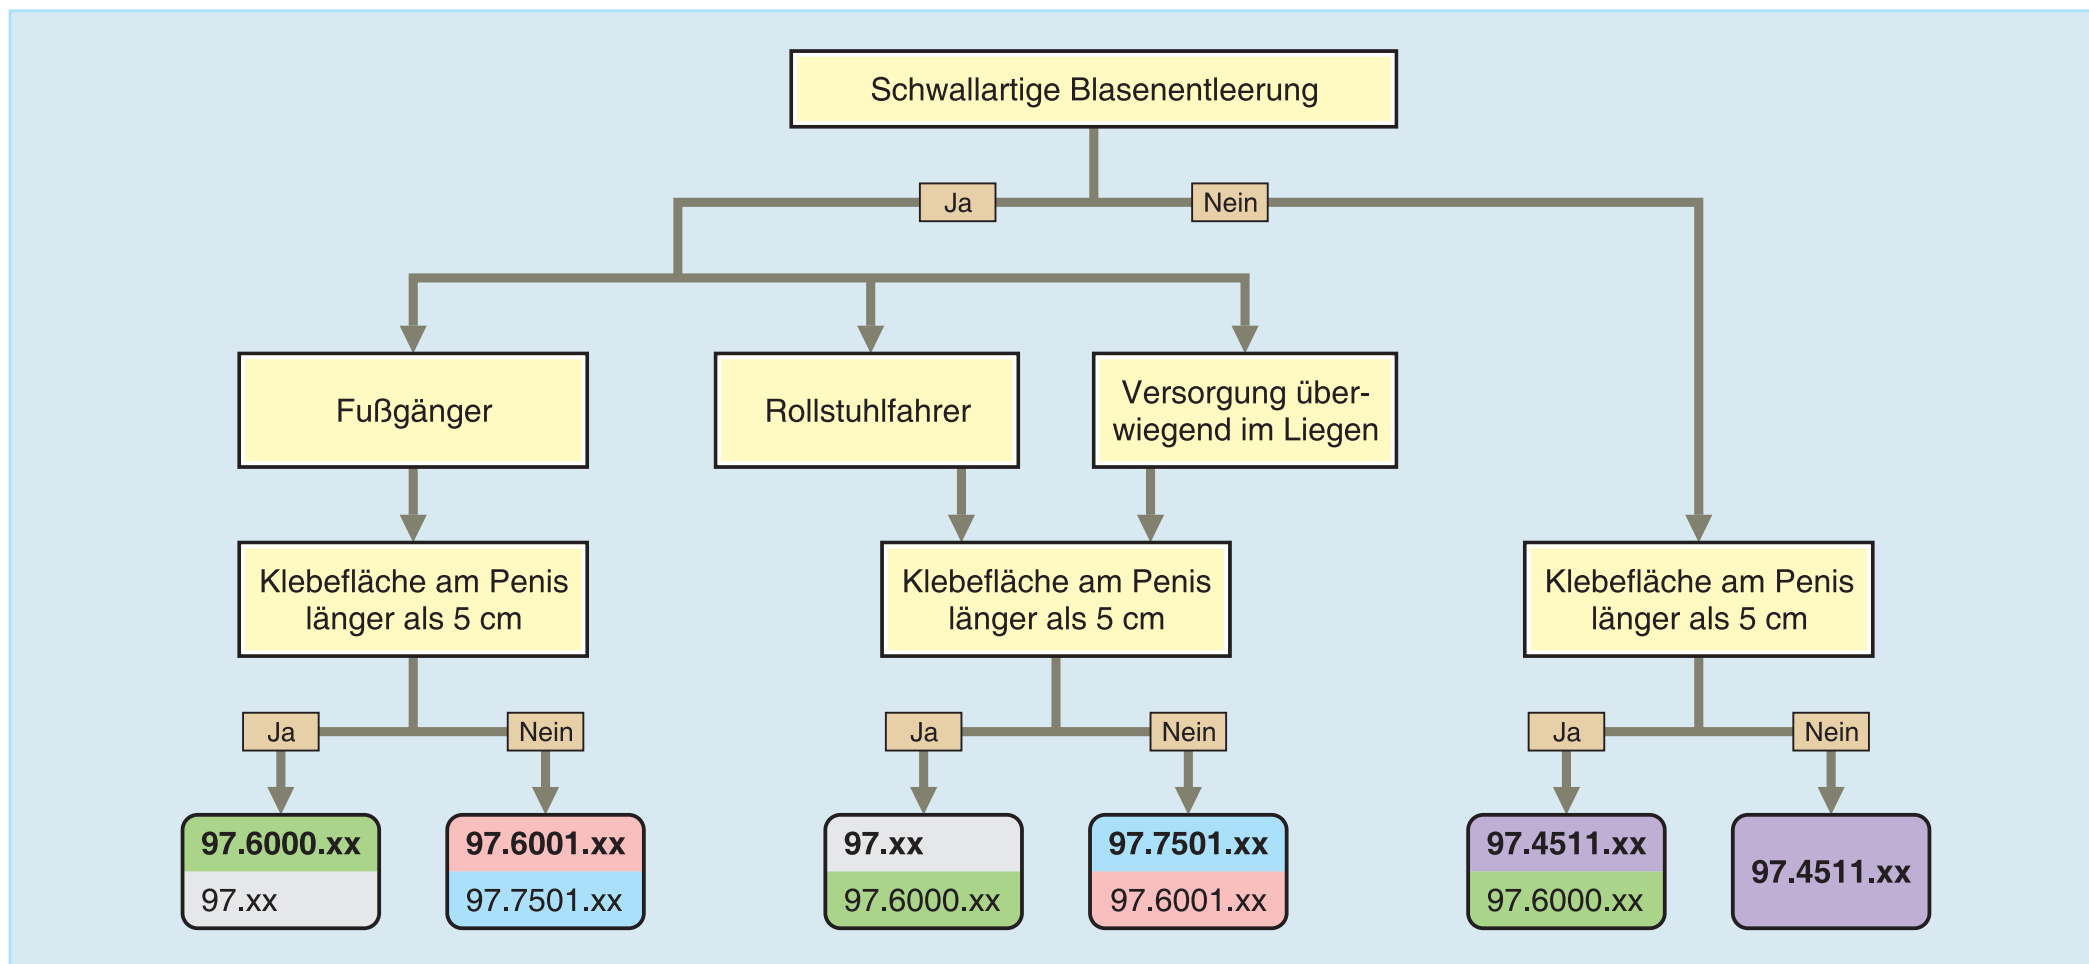 Schwallartige Blasenentleerung
Ja
Nein
Fußgänger
Rollstuhlfahrer
Versorgung über-
wiegend im Liegen
Klebefläche am Penis
länger als 5 cm
Klebefläche am Penis
länger als 5 cm
Klebefläche am Penis
länger als 5 cm
Ja
Nein
Ja
Nein
Ja
Nein
97.6000.xx
97.xx
97.6001.xx
97.7501.xx
97.xx
97.6000.xx
97.7501.xx
97.6001.xx
97.4511.xx
97.6000.xx
97.4511.xx